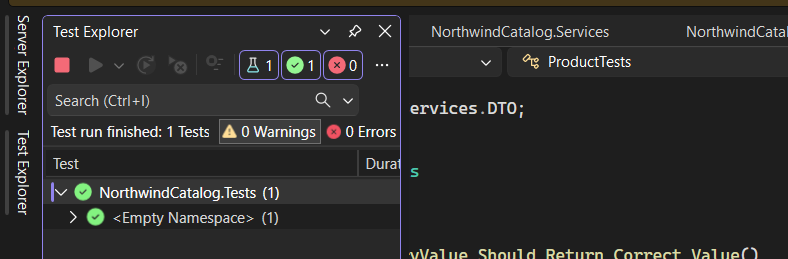 Server Explorer
Test Explorer
Test Explorer
1 1 0
Search (Ctrl+I)
Test run finished: 1 Tests 0 Warnings 0 Errors
Test Durat
NorthwindCatalog.Tests (1)
<Empty Namespace> (1)
NorthwindCatalog.Services NorthwindCatal
ProductTests
ervices.DTO;
s
yValue_Should_Return_Correct_Value()